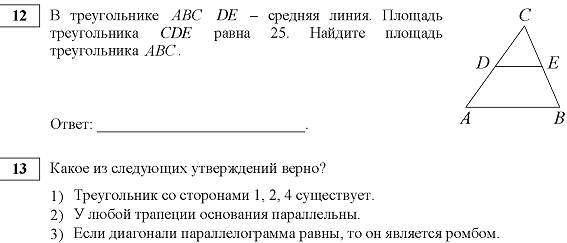 12 В треугольнике ABC DE – средняя линия. Площадь
треугольника CDE равна 25. Найдите площадь
треугольника ABC .
C
D E
A B
Ответ: ___________________________.
13 Какое из следующих утверждений верно?
1) Треугольник со сторонами 1, 2, 4 существует.
2) У любой трапеции основания параллельны.
3) Если диагонали параллелограмма равны, то он является ромбом.